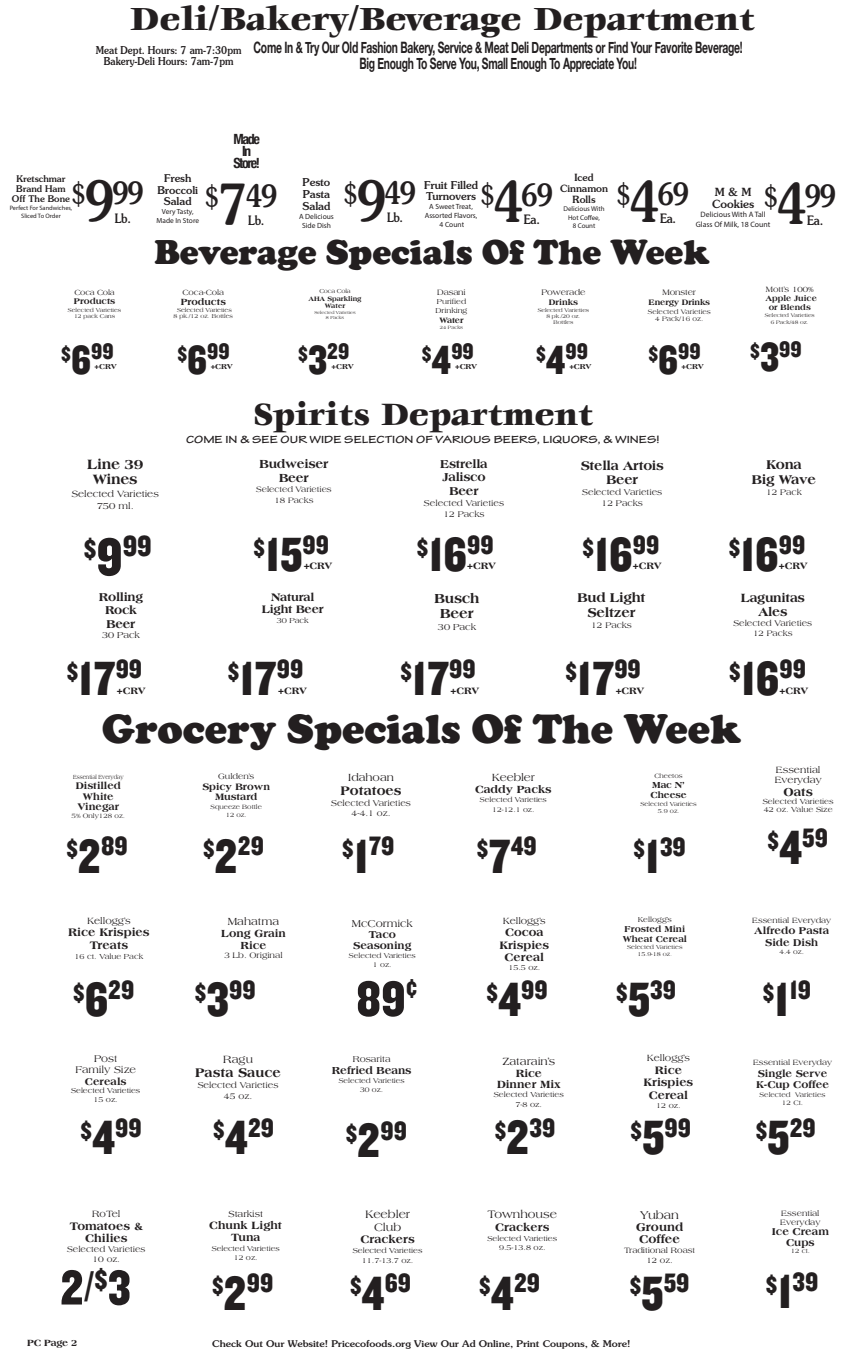 Deli/Bakery/Beverage Department
Meat Dept. Hours: 7 am-7:30pm
Bakery-Deli Hours: 7am-7pm
Come In & Try Our Old Fashion Bakery, Service & Meat Deli Departments or Find Your Favorite Beverage!
Big Enough To Serve You, Small Enough To Appreciate You!
Kretschmar
Brand Ham
Off The Bone
Perfect For Sandwiches,
Sliced To Order
$9.99
Lb.
Made
In
Store!
Fresh
Broccoli
Salad
Very Tasty,
Made In Store
$7.49
Lb.
Pesto
Pasta
Salad
A Delicious
Side Dish
$9.49
Lb.
Fruit Filled
Turnovers
A Sweet Treat,
Assorted Flavors,
4 Count
$4.69
Ea.
Iced
Cinnamon
Rolls
Delicious With
Hot Coffee,
8 Count
$4.69
Ea.
M & M
Cookies
Delicious With A Tall
Glass Of Milk, 18 Count
$4.99
Ea.
Beverage Specials Of The Week
Coca Cola
Products
Selected Varieties
12 pack Cans
$6.99
+CRV
Coca-Cola
Products
Selected Varieties
8 pk./12 oz. Bottles
$6.99
+CRV
Coca Cola
AHA Sparkling
Water
Selected Varieties
8 Packs
$3.29
+CRV
Dasani
Purified
Drinking
Water
24 Packs
$4.99
+CRV
Powerade
Drinks
Selected Varieties
8 pk./20 oz.
Bottles
$4.99
+CRV
Monster
Energy Drinks
Selected Varieties
4 Pack/16 oz.
$6.99
+CRV
Mott's 100%
Apple Juice
or Blends
Selected Varieties
6 Pack/48 oz.
$3.99
Spirits Department
COME IN & SEE OUR WIDE SELECTION OF VARIOUS BEERS, LIQUORS, & WINES!
Line 39
Wines
Selected Varieties
750 ml.
$9.99
Budweiser
Beer
Selected Varieties
18 Packs
$15.99
+CRV
Estrella
Jalisco
Beer
Selected Varieties
12 Packs
$16.99
+CRV
Stella Artois
Beer
Selected Varieties
12 Packs
$16.99
+CRV
Kona
Big Wave
12 Pack
$16.99
+CRV
Rolling
Rock
Beer
30 Pack
$17.99
+CRV
Natural
Light Beer
30 Pack
$17.99
+CRV
Busch
Beer
30 Pack
$17.99
+CRV
Bud Light
Seltzer
12 Packs
$17.99
+CRV
Lagunitas
Ales
Selected Varieties
12 Packs
$16.99
+CRV
Grocery Specials Of The Week
Essential Everyday
Distilled
White
Vinegar
5% Only128 oz.
$2.89
Gulden's
Spicy Brown
Mustard
Squeeze Bottle
12 oz.
$2.29
Idahoan
Potatoes
Selected Varieties
4-4.1 oz.
$1.79
Keebler
Caddy Packs
Selected Varieties
12-12.1 oz.
$7.49
Cheetos
Mac N'
Cheese
Selected Varieties
5.9 oz.
$1.39
Essential
Everyday
Oats
Selected Varieties
42 oz. Value Size
$4.59
Kellogg's
Rice Krispies
Treats
16 ct. Value Pack
$6.29
Mahatma
Long Grain
Rice
3 Lb. Original
$3.99
McCormick
Taco
Seasoning
Selected Varieties
1 oz.
89¢
Kellogg's
Cocoa
Krispies
Cereal
15.5 oz.
$4.99
Kellogg's
Frosted Mini
Wheat Cereal
Selected Varieties
15.9-18 oz.
$5.39
Essential Everyday
Alfredo Pasta
Side Dish
4.4 oz.
$1.19
Post
Family Size
Cereals
Selected Varieties
15 oz.
$4.99
Ragu
Pasta Sauce
Selected Varieties
45 oz.
$4.29
Rosarita
Refried Beans
Selected Varieties
30 oz.
$2.99
Zatarain's
Rice
Dinner Mix
Selected Varieties
7-8 oz.
$2.39
Kellogg's
Rice
Krispies
Cereal
12 oz.
$5.99
Essential Everyday
Single Serve
K-Cup Coffee
Selected Varieties
12 Ct.
$5.29
RoTel
Tomatoes &
Chilies
Selected Varieties
10 oz.
2/$3
Starkist
Chunk Light
Tuna
Selected Varieties
12 oz.
$2.99
Keebler
Club
Crackers
Selected Varieties
11.7-13.7 oz.
$4.69
Townhouse
Crackers
Selected Varieties
9.5-13.8 oz.
$4.29
Yuban
Ground
Coffee
Traditional Roast
12 oz.
$5.59
Essential
Everyday
Ice Cream
Cups
12 ct.
$1.39
PC Page 2
Check Out Our Website! Pricecofoods.org View Our Ad Online, Print Coupons, & More!